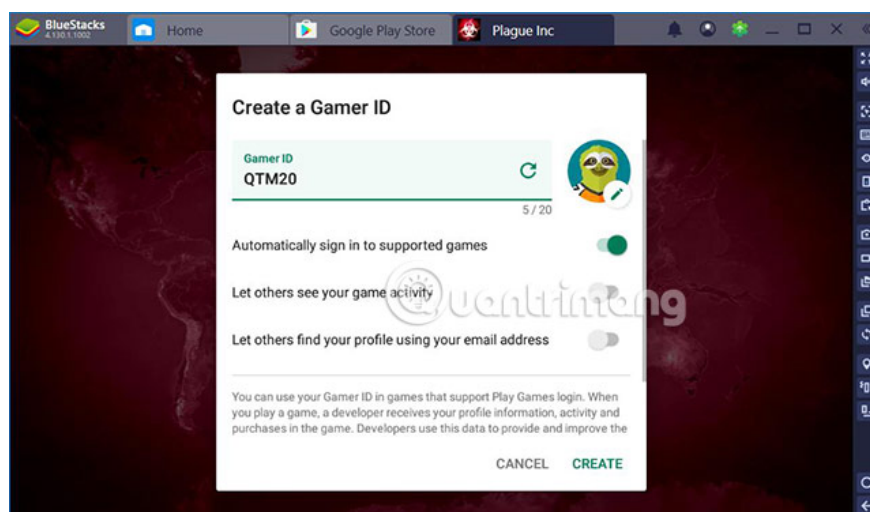 BlueStacks
4.130.1.1002
Home
Google Play Store
Plague Inc
Create a Gamer ID
Gamer ID
QTM20
5 / 20
Automatically sign in to supported games
Let others see your game activity
Let others find your profile using your email address
Quantrimang
You can use your Gamer ID in games that support Play Games login. When
you play a game, a developer receives your profile information, activity and
purchases in the game. Developers use this data to provide and improve the
CANCEL CREATE